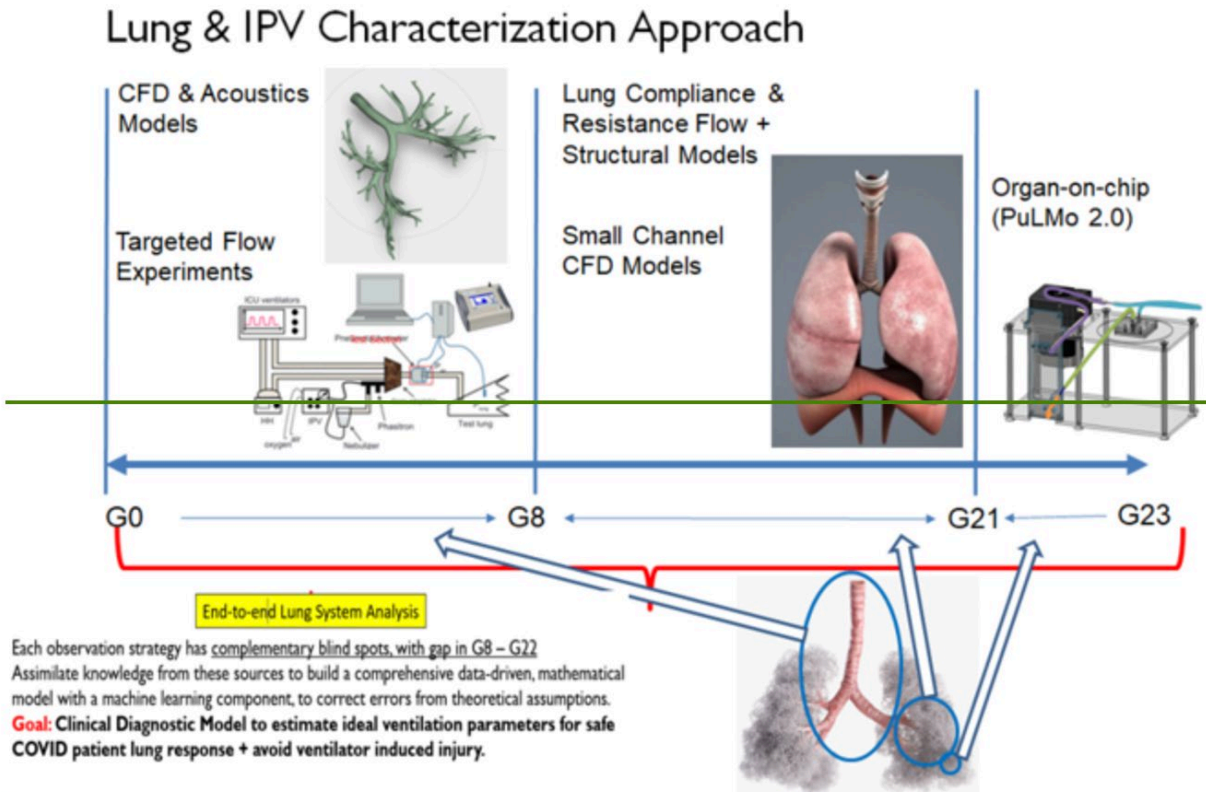 Lung & IPV Characterization Approach
CFD & Acoustics
Models
Targeted Flow
Experiments
Lung Compliance &
Resistance Flow +
Structural Models
Small Channel
CFD Models
Organ-on-chip
(PuLMo 2.0)
ICU ventilators
HH
IPV
oxygen
air
Nebulizer
Phasitron
Test lung
G0
G8
G21
G23
End-to-end Lung System Analysis
Each observation strategy has complementary blind spots, with gap in G8 – G22
Assimilate knowledge from these sources to build a comprehensive data-driven, mathematical
model with a machine learning component, to correct errors from theoretical assumptions.
Goal: Clinical Diagnostic Model to estimate ideal ventilation parameters for safe
COVID patient lung response + avoid ventilator induced injury.